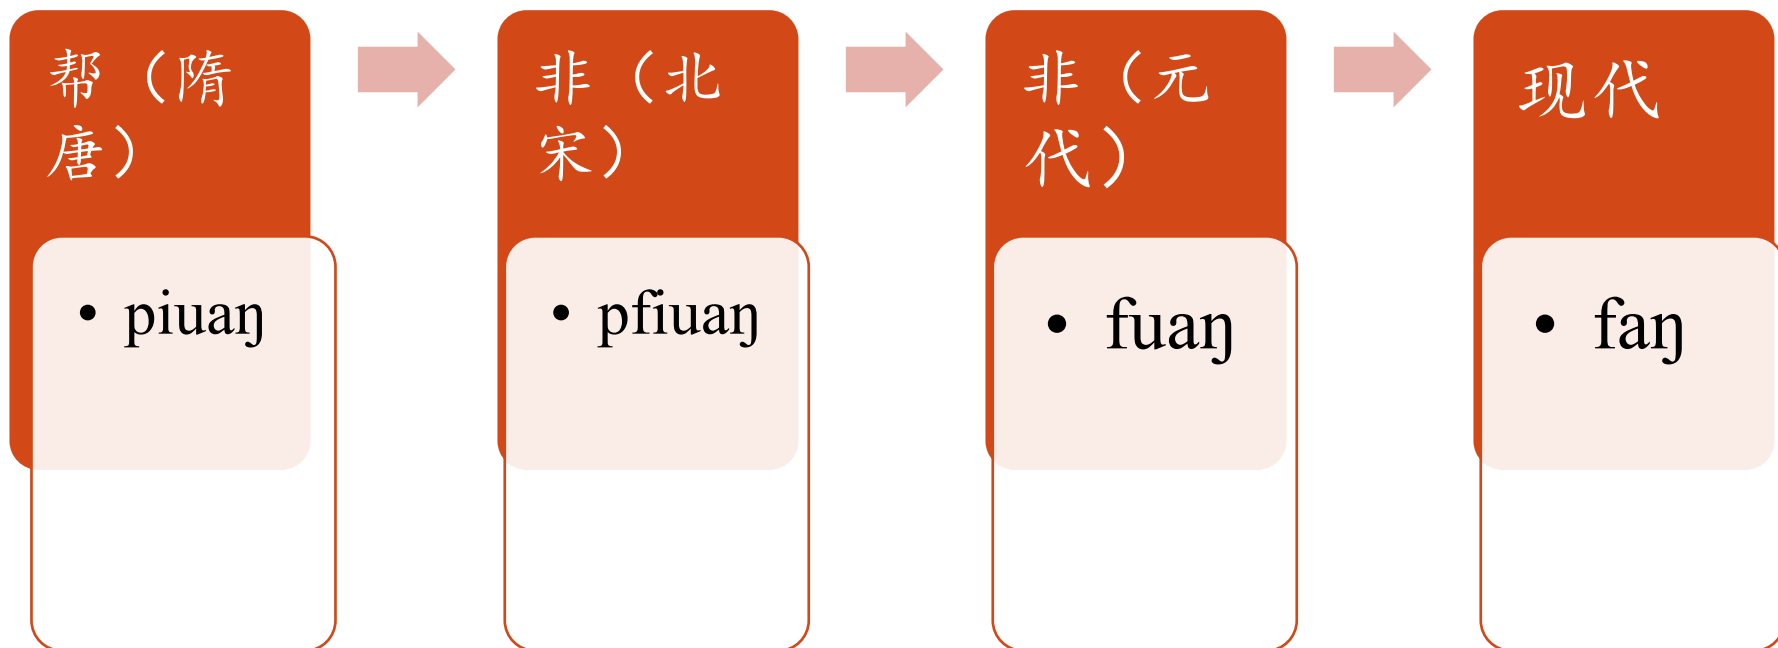 帮（隋
唐）
• piuaŋ
非（北
宋）
• pfiuaŋ
非（元
代）
• fuaŋ
现代
• faŋ